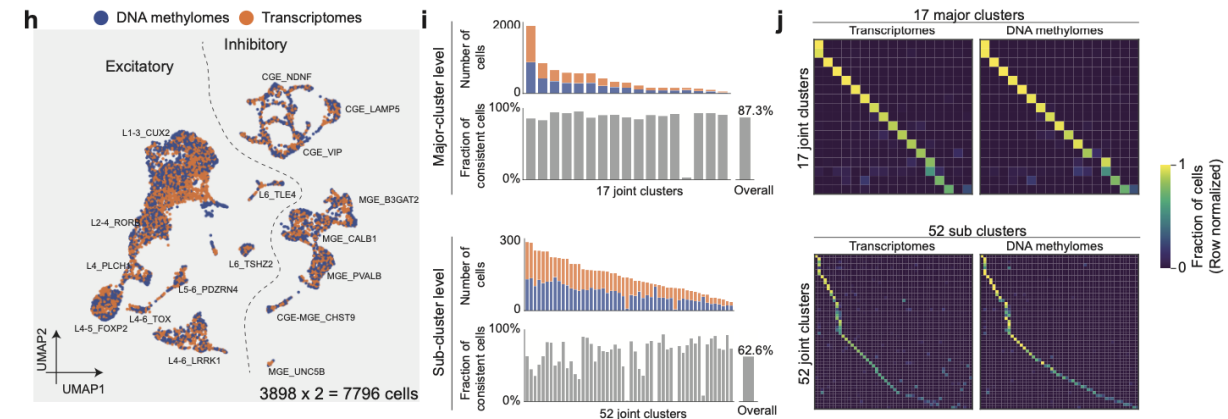 h
DNA methylomes
Transcriptomes
Excitatory
Inhibitory
CGE_NDNF
CGE_LAMP5
L1-3_CUX2
CGE_VIP
L6_TLE4
MGE_B3GAT2
L2-4_RORB
MGE_CALB1
L4_PLCH1
L6_TSHZ2
MGE_PVALB
L5-6_PDZRN4
L4-6_TOX
L4-5_FOXP2
CGE-MGE_CHST9
L4-6_LRRK1
MGE_UNC5B
UMAP2
UMAP1
3898 x 2 = 7796 cells
i
Major-cluster level
Number of
cells
2000
0
Fraction of
consistent cells
100%
0%
87.3%
17 joint clusters
Overall
Sub-cluster level
Number of
cells
300
0
Fraction of
consistent cells
100%
0%
62.6%
52 joint clusters
Overall
j
17 major clusters
Transcriptomes
DNA methylomes
17 joint clusters
52 sub clusters
Transcriptomes
DNA methylomes
52 joint clusters
1
0
Fraction of cells
(Row normalized)